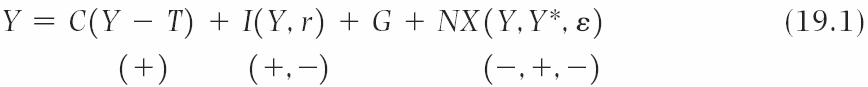 Y = C(Y − T) + I(Y, r) + G + NX(Y, Y*, ε) (19.1)
(+) (+, −) (−, +, −)